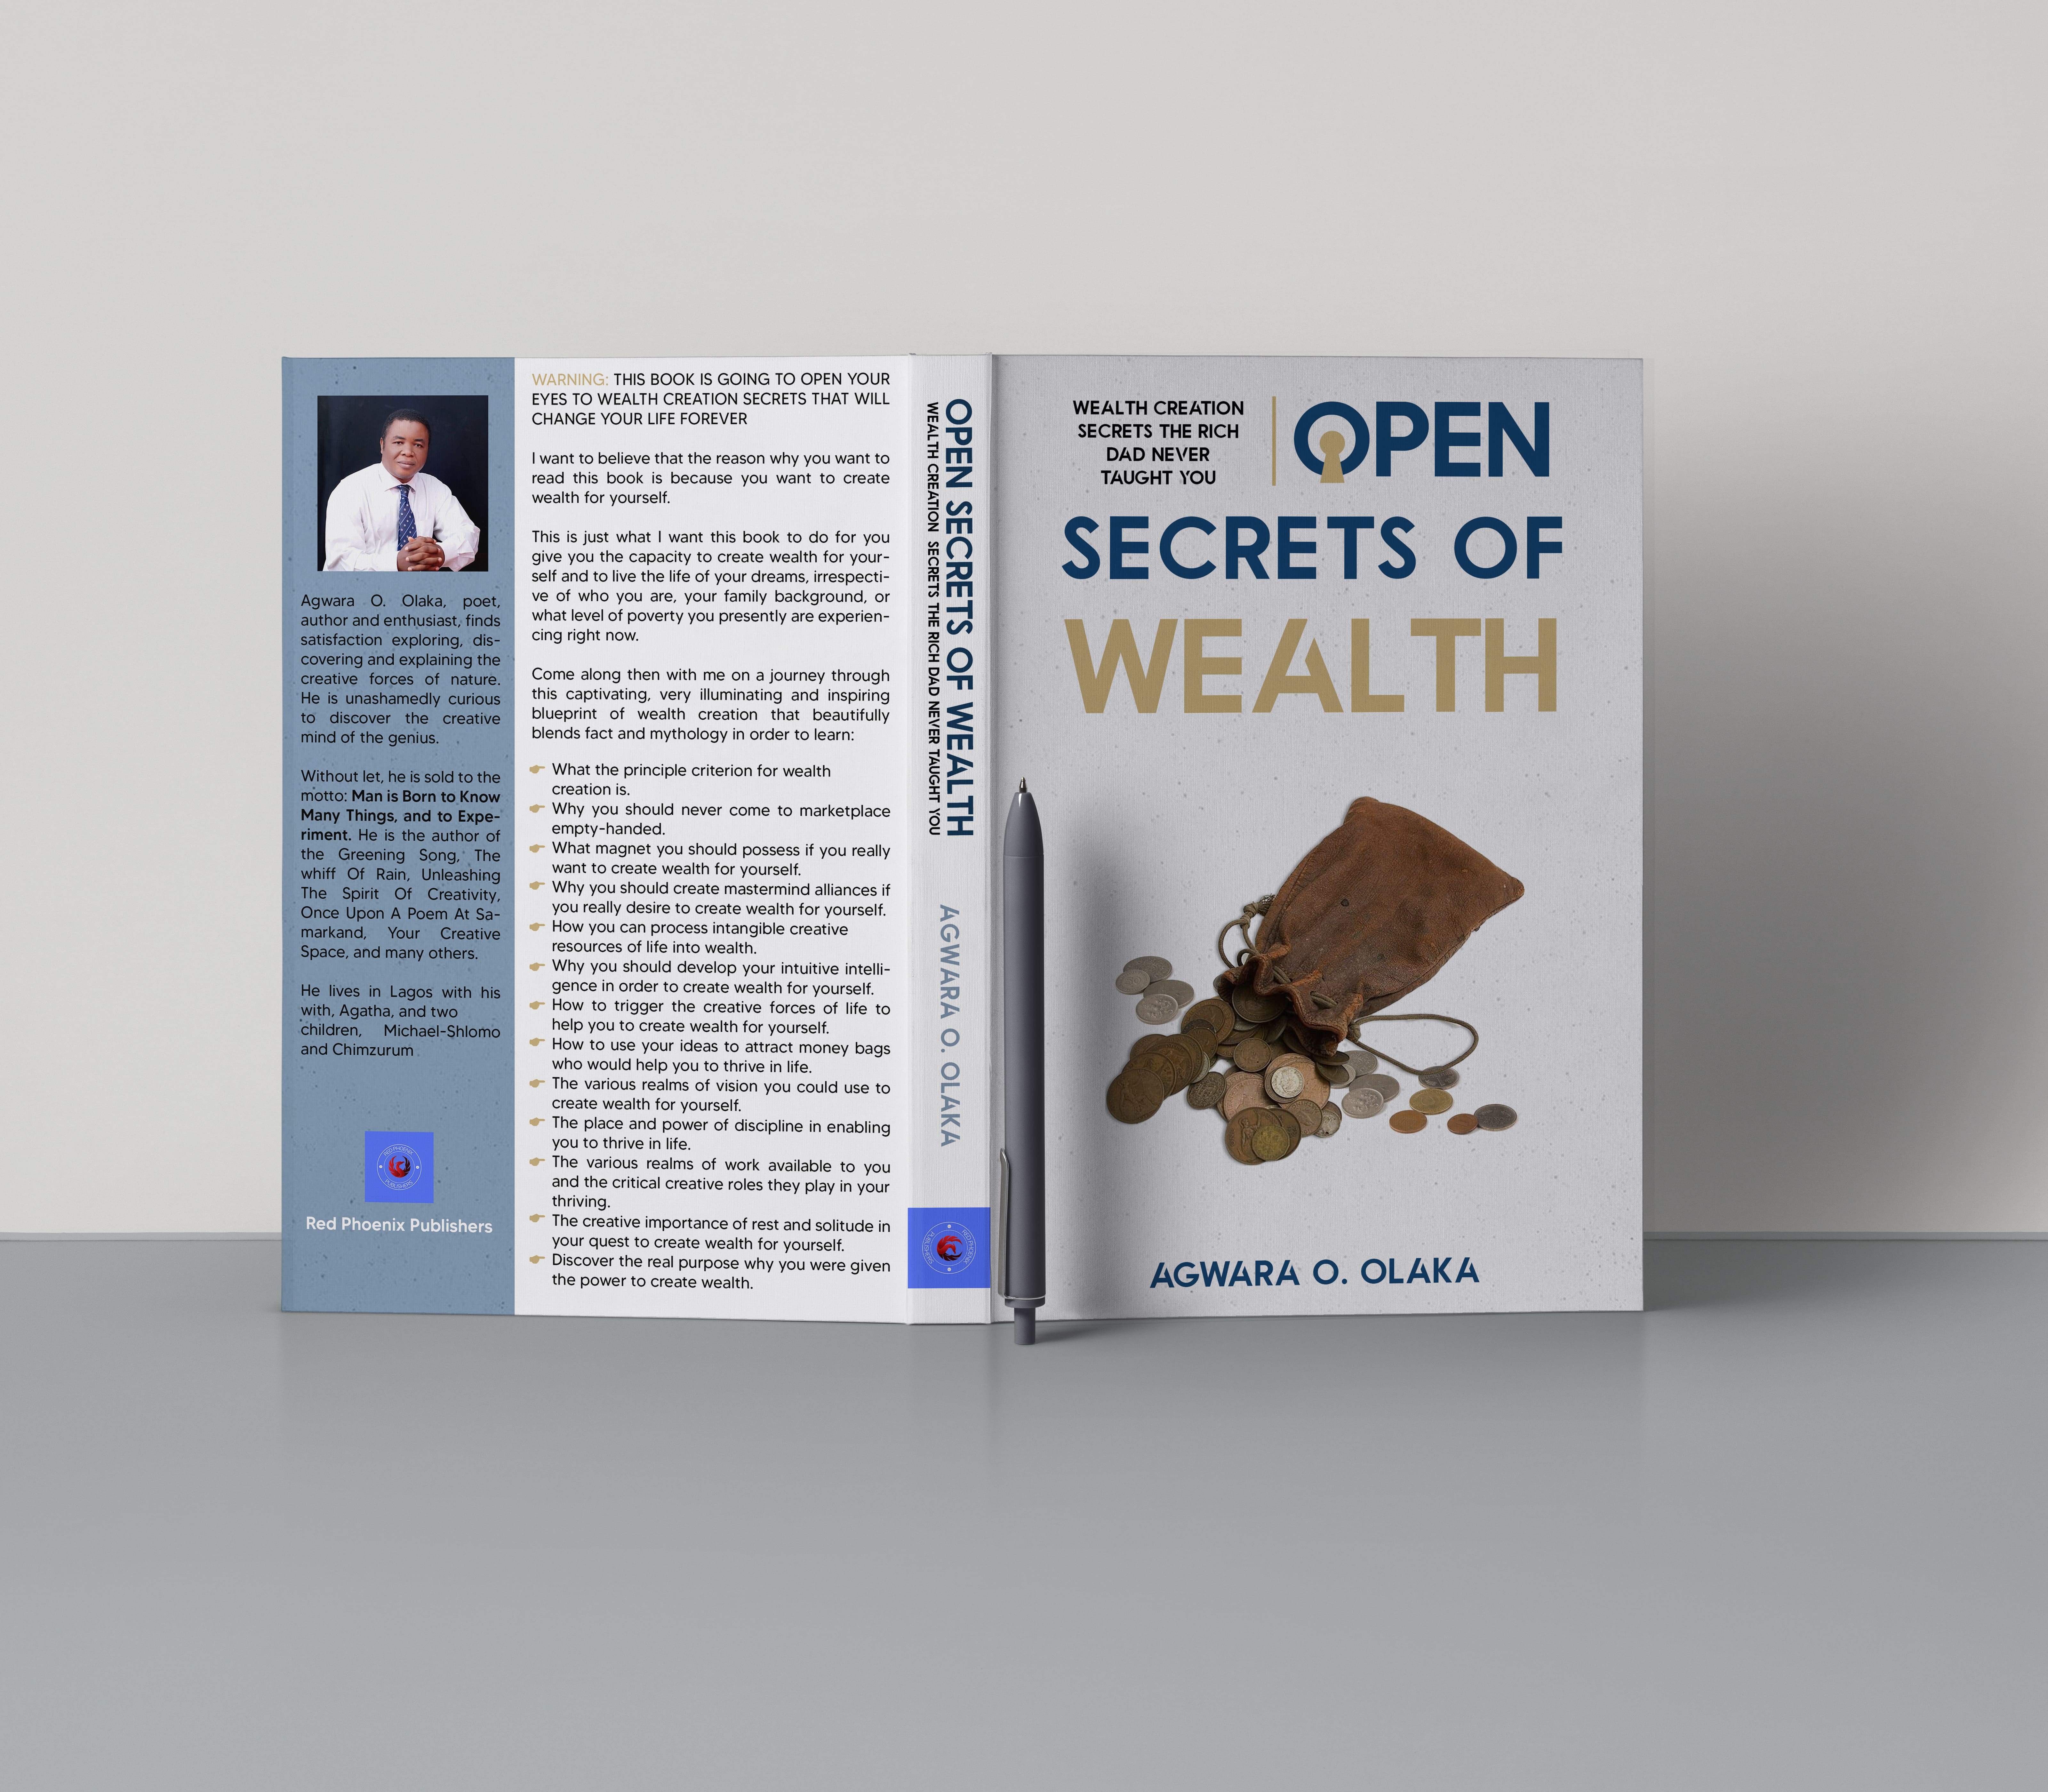 Agwara O. Olaka, poet,
author and enthusiast, finds
satisfaction exploring, dis-
covering and explaining the
creative forces of nature.
He is unashamedly curious
to discover the creative
mind of the genius.
Without let, he is sold to the
motto: Man is Born to Know
Many Things, and to Expe-
riment. He is the author of
the Greening Song, The
whiff Of Rain, Unleashing
The Spirit Of Creativity,
Once Upon A Poem At Sa-
markand, Your Creative
Space, and many others.
He lives in Lagos with his
with, Agatha, and two
children, Michael-Shlomo
and Chimzurum
RED PHOENIX
PUBLISHERS
Red Phoenix Publishers
WARNING: THIS BOOK IS GOING TO OPEN YOUR
EYES TO WEALTH CREATION SECRETS THAT WILL
CHANGE YOUR LIFE FOREVER
I want to believe that the reason why you want to
read this book is because you want to create
wealth for yourself.
This is just what I want this book to do for you
give you the capacity to create wealth for your-
self and to live the life of your dreams, irrespecti-
ve of who you are, your family background, or
what level of poverty you presently are experien-
cing right now.
Come along then with me on a journey through
this captivating, very illuminating and inspiring
blueprint of wealth creation that beautifully
blends fact and mythology in order to learn:
What the principle criterion for wealth
creation is.
Why you should never come to marketplace
empty-handed.
What magnet you should possess if you really
want to create wealth for yourself.
Why you should create mastermind alliances if
you really desire to create wealth for yourself.
How you can process intangible creative
resources of life into wealth.
Why you should develop your intuitive intelli-
gence in order to create wealth for yourself.
How to trigger the creative forces of life to
help you to create wealth for yourself.
How to use your ideas to attract money bags
who would help you to thrive in life.
The various realms of vision you could use to
create wealth for yourself.
The place and power of discipline in enabling
you to thrive in life.
The various realms of work available to you
and the critical creative roles they play in your
thriving.
The creative importance of rest and solitude in
your quest to create wealth for yourself.
Discover the real purpose why you were given
the power to create wealth.
OPEN SECRETS OF WEALTH
WEALTH CREATION SECRETS THE RICH DAD NEVER TAUGHT YOU
AGWARA O. OLAKA
RED PHOENIX
PUBLISHERS
WEALTH CREATION
SECRETS THE RICH
DAD NEVER
TAUGHT YOU
OPEN
SECRETS OF
WEALTH
AGWARA O. OLAKA